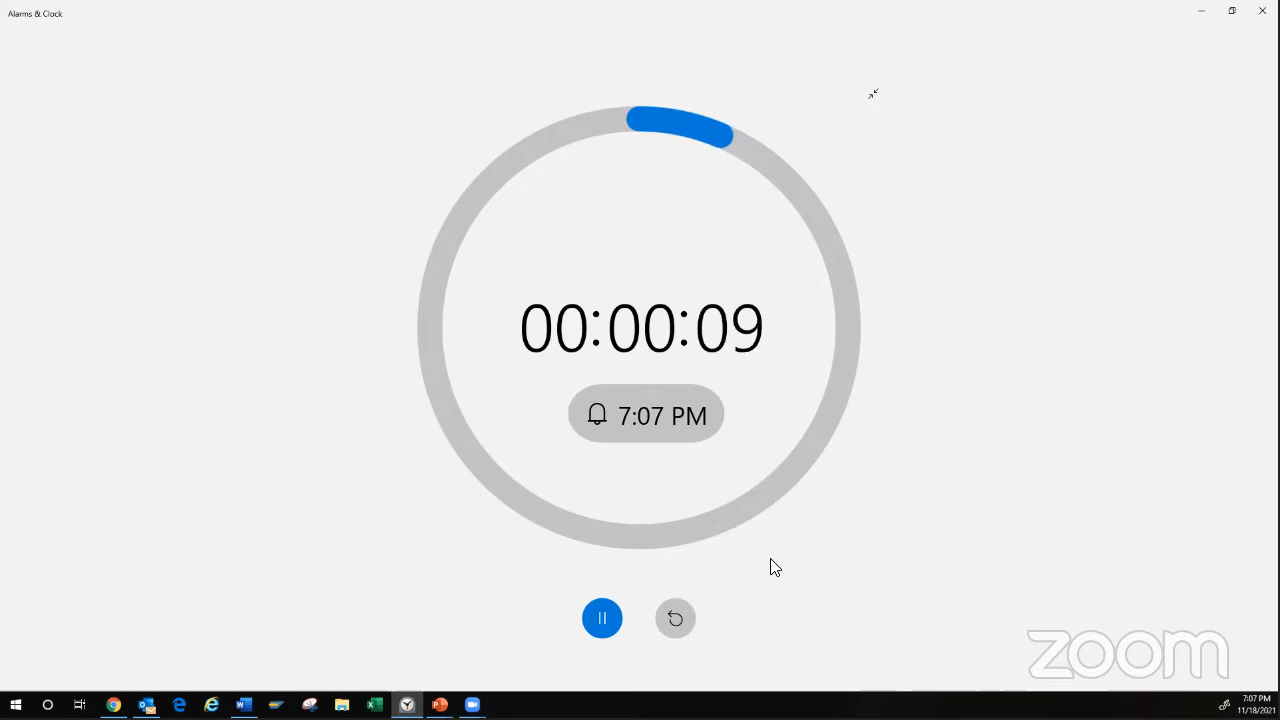 Alarms & Clock
00:00:09
7:07 PM
zoom
7:07 PM
11/18/2021